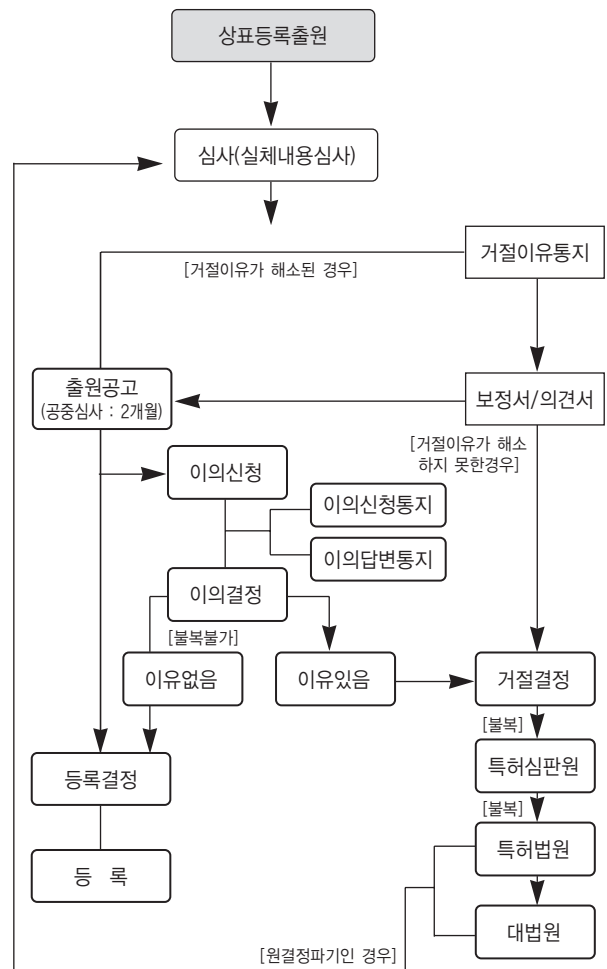 상표등록출원
심사(실체내용심사)
거절이유통지
[거절이유가 해소된 경우]
출원공고
(공중심사 : 2개월)
보정서/의견서
[거절이유가 해소
하지 못한경우]
이의신청
이의신청통지
이의답변통지
이의결정
[불복불가]
이유없음
이유있음
거절결정
[불복]
등록결정
특허심판원
[불복]
등 록
특허법원
대법원
[원결정파기인 경우]